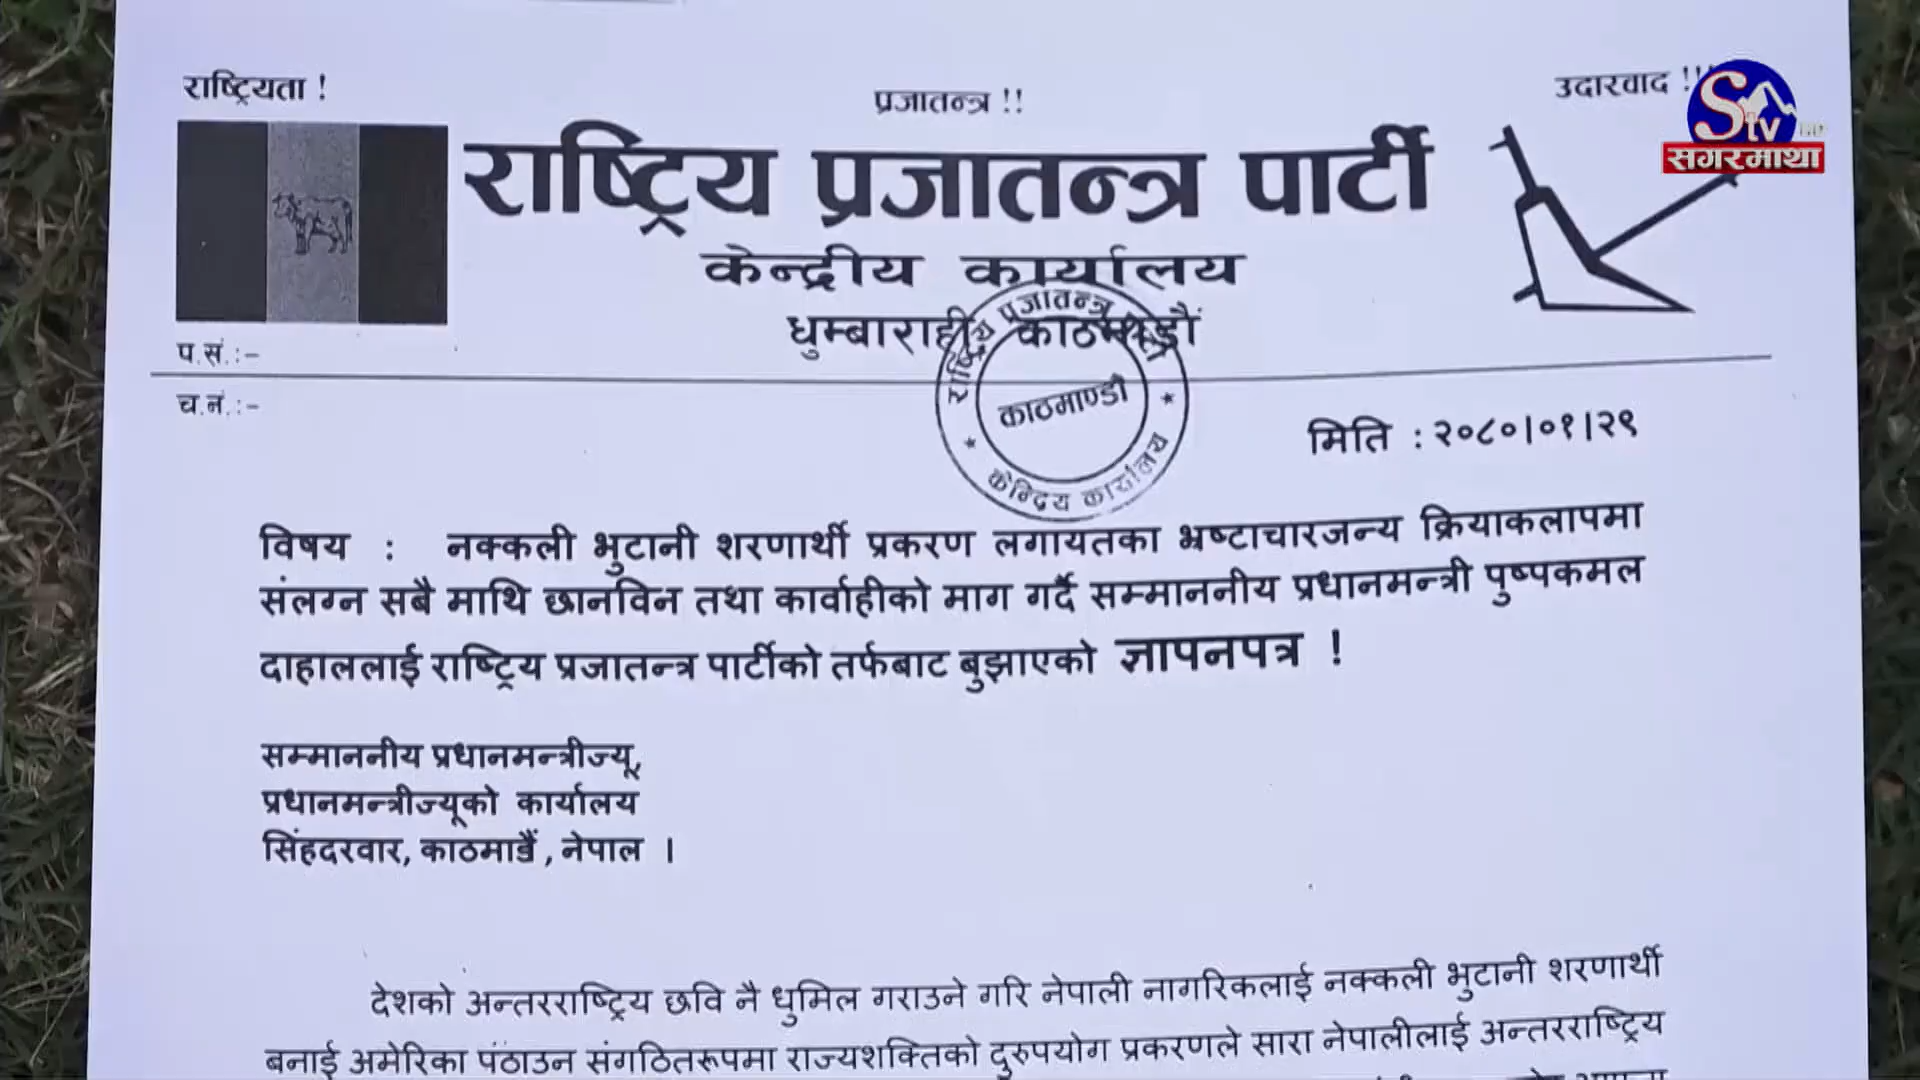 राष्ट्रियता !
प्रजातन्त्र !!
उदारवाद !!
S tv HD
सगरमाथा
राष्ट्रिय प्रजातन्त्र पार्टी
केन्द्रीय कार्यालय
धुम्बाराही, काठमाण्डौं
राष्ट्रिय प्रजातन्त्र
काठमाण्डौ
केन्द्रिय कार्यालय
प.सं.:-
च.नं.:-
मिति : २०८०|०१|२९
विषय : नक्कली भुटानी शरणार्थी प्रकरण लगायतका भ्रष्टाचारजन्य क्रियाकलापमा
संलग्न सबै माथि छानविन तथा कार्वाहीको माग गर्दै सम्माननीय प्रधानमन्त्री पुष्पकमल
दाहाललाई राष्ट्रिय प्रजातन्त्र पार्टीको तर्फबाट बुझाएको ज्ञापनपत्र !
सम्माननीय प्रधानमन्त्रीज्यू,
प्रधानमन्त्रीज्यूको कार्यालय
सिंहदरवार, काठमाडैं , नेपाल ।
देशको अन्तरराष्ट्रिय छवि नै धुमिल गराउने गरि नेपाली नागरिकलाई नक्कली भुटानी शरणार्थी
बनाई अमेरिका पठाउन संगठितरूपमा राज्यशक्तिको दुरुपयोग प्रकरणले सारा नेपालीलाई अन्तरराष्ट्रिय